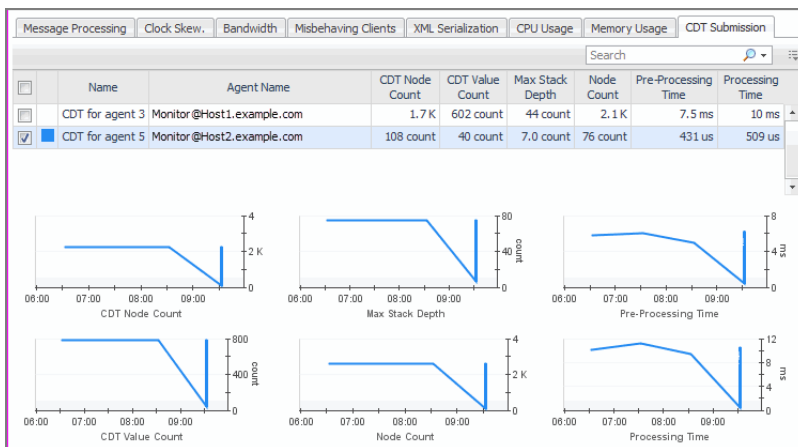 Message Processing Clock Skew. Bandwidth Misbehaving Clients XML Serialization CPU Usage Memory Usage CDT Submission
Search
Name Agent Name CDT Node Count CDT Value Count Max Stack Depth Node Count Pre-Processing Time Processing Time
CDT for agent 3 Monitor@Host1.example.com 1.7 K 602 count 44 count 2.1 K 7.5 ms 10 ms
CDT for agent 5 Monitor@Host2.example.com 108 count 40 count 7.0 count 76 count 431 us 509 us
4
2 K
0
06:00 07:00 08:00 09:00
CDT Node Count
80
40
0
count
06:00 07:00 08:00 09:00
Max Stack Depth
8
4
0
ms
06:00 07:00 08:00 09:00
Pre-Processing Time
800
400
0
count
06:00 07:00 08:00 09:00
CDT Value Count
4
2 K
0
06:00 07:00 08:00 09:00
Node Count
12
8
4
0
ms
06:00 07:00 08:00 09:00
Processing Time